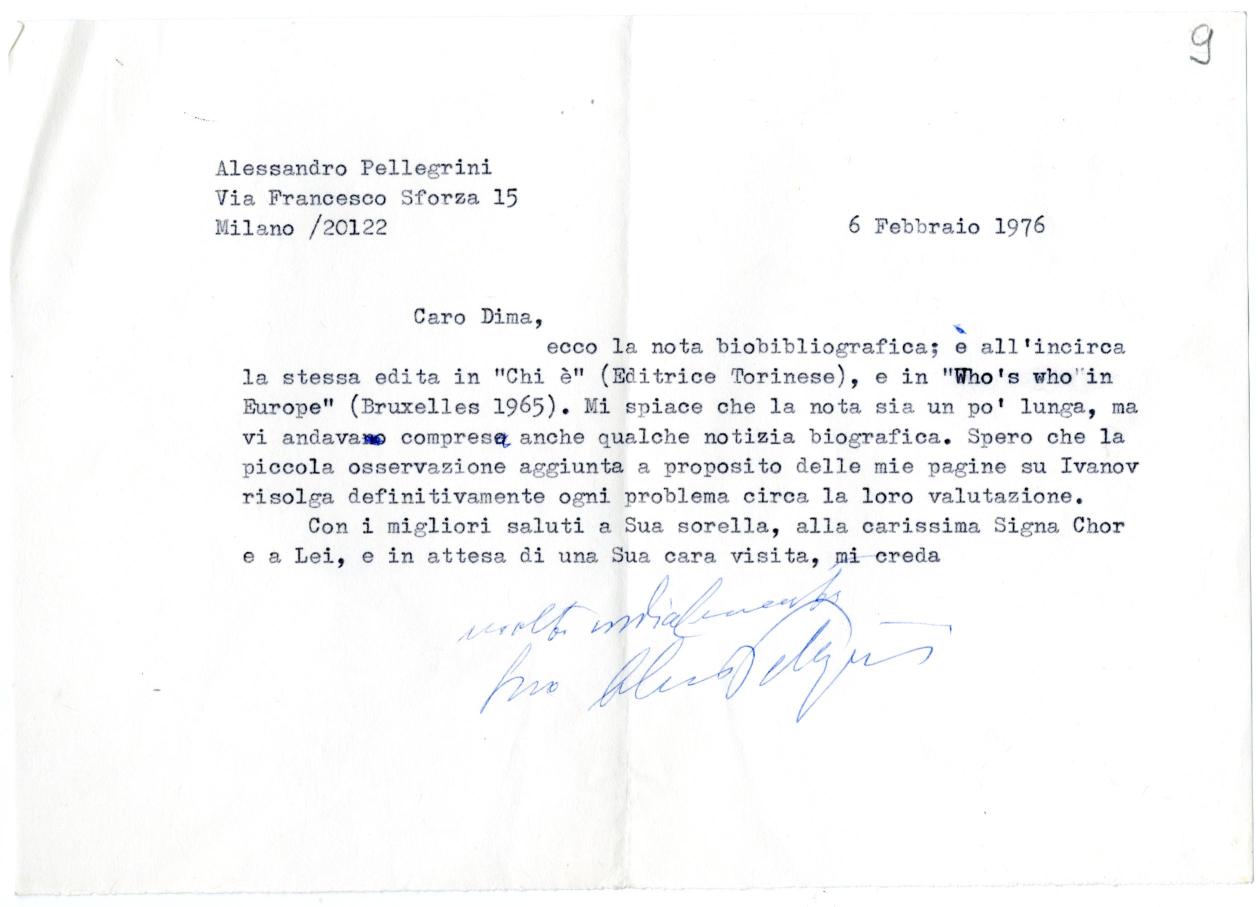 9
Alessandro Pellegrini
Via Francesco Sforza 15
Milano /20122
6 Febbraio 1976
Caro Dima,
ecco la nota biobibliografica; è all'incirca
la stessa edita in "Chi è" (Editrice Torinese), e in "Who's who"in
Europe" (Bruxelles 1965). Mi spiace che la nota sia un po' lunga, ma
vi andava compresa anche qualche notizia biografica. Spero che la
piccola osservazione aggiunta a proposito delle mie pagine su Ivanov
risolga definitivamente ogni problema circa la loro valutazione.
Con i migliori saluti a Sua sorella, alla carissima Signa Chor
e a Lei, e in attesa di una Sua cara visita, mi creda
molto cordialmente
Suo Aless Pellegrini